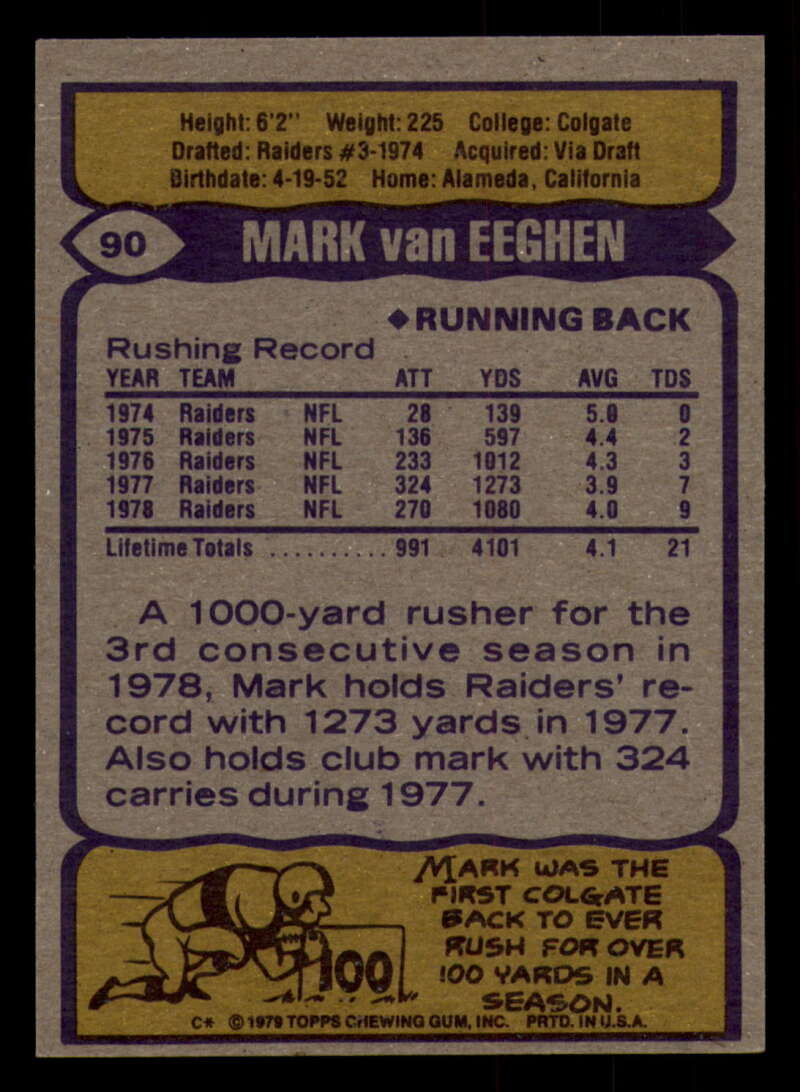 Height: 6'2" Weight: 225 College: Colgate
Drafted: Raiders #3-1974 Acquired: Via Draft
Birthdate: 4-19-52 Home: Alameda, California
90 MARK van EEGHEN
◆RUNNING BACK
Rushing Record
YEAR TEAM ATT YDS AVG TDS
1974 Raiders NFL 28 139 5.0 0
1975 Raiders NFL 136 597 4.4 2
1976 Raiders NFL 233 1012 4.3 3
1977 Raiders NFL 324 1273 3.9 7
1978 Raiders NFL 270 1080 4.0 9
Lifetime Totals .......... 991 4101 4.1 21
A 1000-yard rusher for the
3rd consecutive season in
1978, Mark holds Raiders' re-
cord with 1273 yards in 1977.
Also holds club mark with 324
carries during 1977.
MARK WAS THE
FIRST COLGATE
BACK TO EVER
RUSH FOR OVER
100 YARDS IN A
SEASON.
100
C* © 1979 TOPPS CHEWING GUM, INC. PRTD. IN U.S.A.